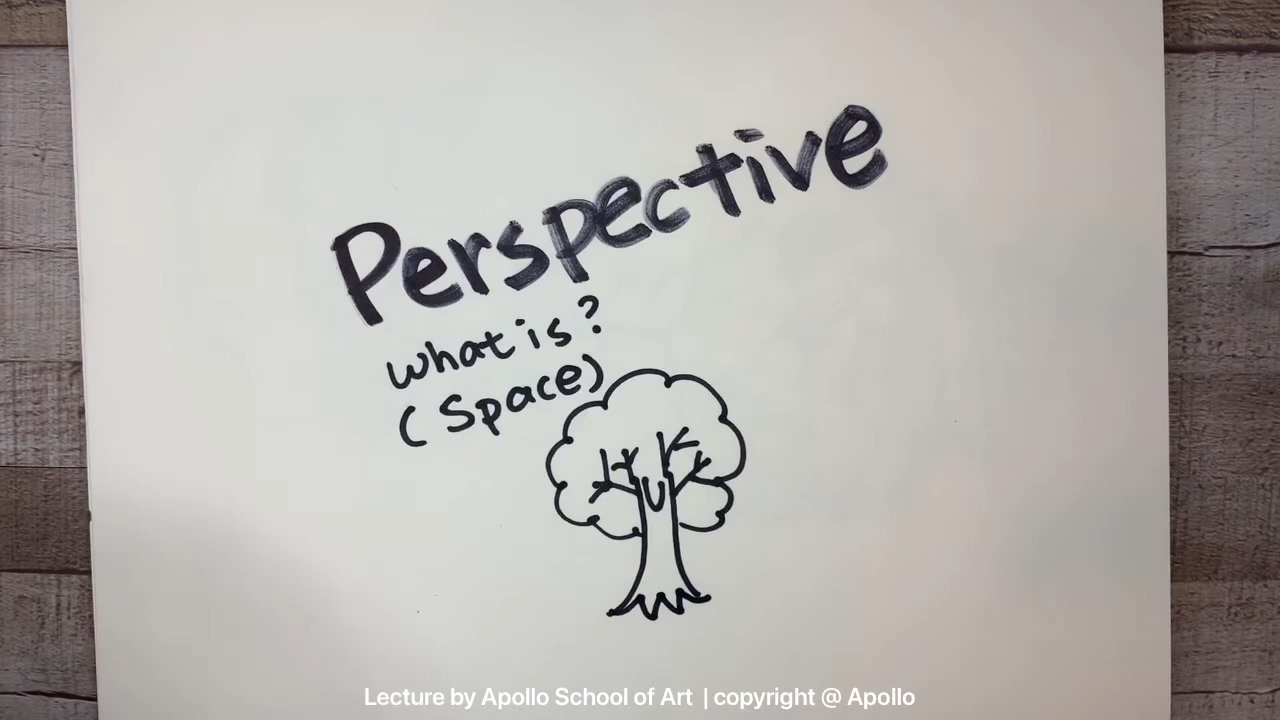 Perspective
what is?
(Space)
Lecture by Apollo School of Art | copyright @ Apollo